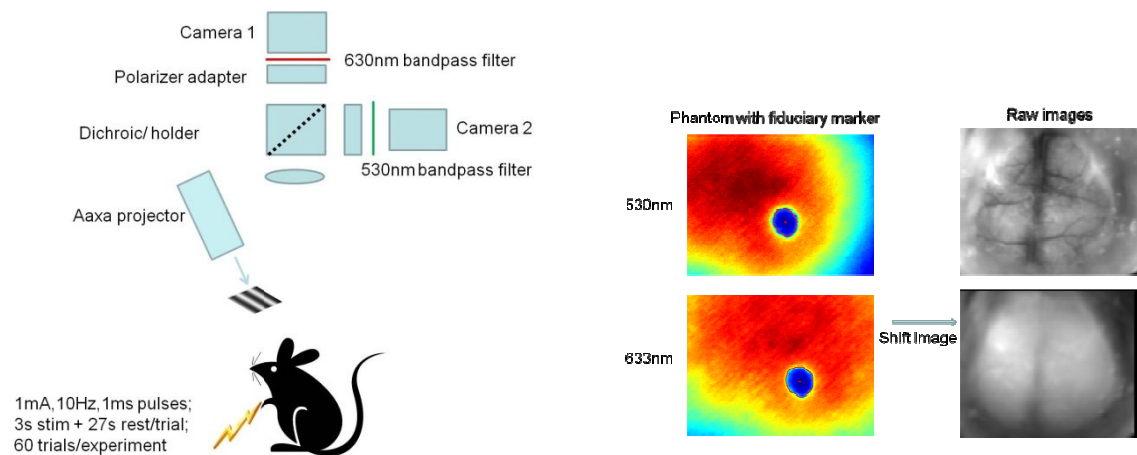 Camera 1
630nm bandpass filter
Polarizer adapter
Dichroic/ holder
Camera 2
530nm bandpass filter
Aaxa projector
1mA,10Hz,1ms pulses;
3s stim + 27s rest/trial;
60 trials/experiment
Phantom with fiduciary marker
Raw images
530nm
633nm
Shift Image